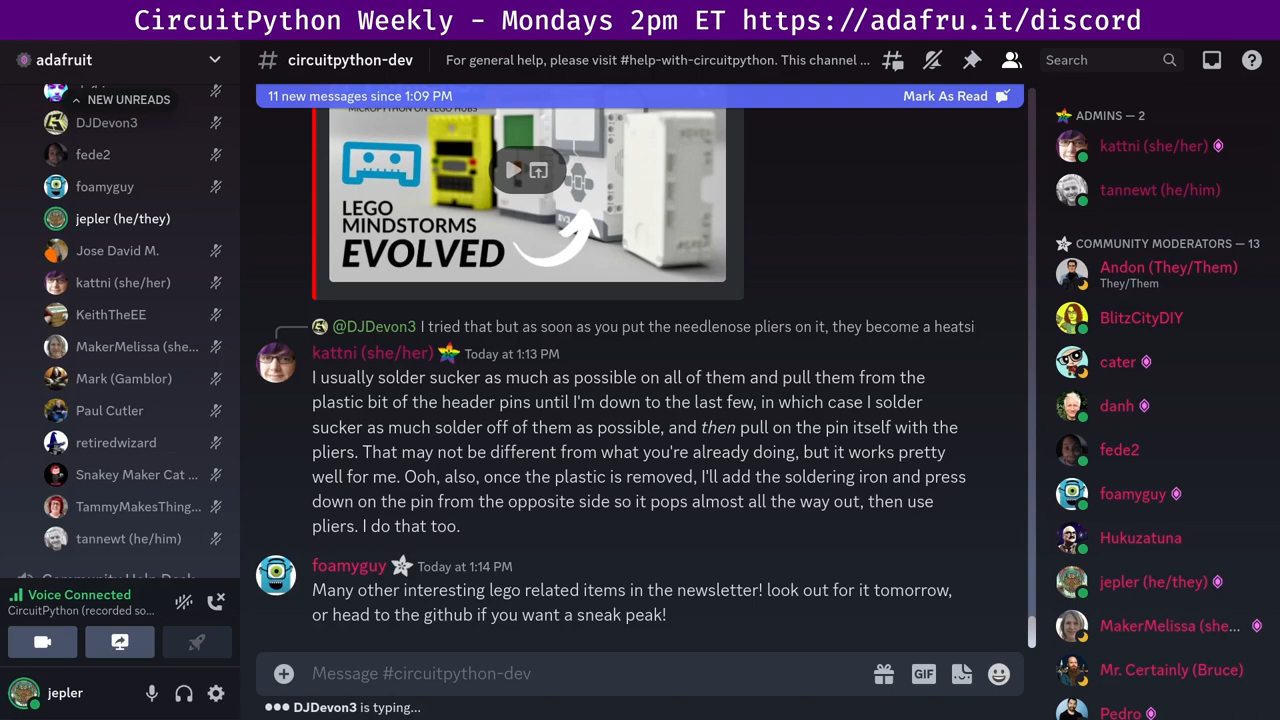 CircuitPython Weekly - Mondays 2pm ET https://adafru.it/discord
adafruit
NEW UNREADS
DJDevon3
fede2
foamyguy
jepler (he/they)
Jose David M.
kattni (she/her)
KeithTheEE
MakerMelissa (she...
Mark (Gamblor)
Paul Cutler
retiredwizard
Snakey Maker Cat ...
TammyMakesThing...
tannewt (he/him)
Community Help Desk
Voice Connected
CircuitPython (recorded so...
jepler
circuitpython-dev
For general help, please visit #help-with-circuitpython. This channel ...
Search
11 new messages since 1:09 PM
Mark As Read
MICROPYTHON ON LEGO HUBS
LEGO
MINDSTORMS
EVOLVED
EV3
@DJDevon3 I tried that but as soon as you put the needlenose pliers on it, they become a heatsi
kattni (she/her) Today at 1:13 PM
I usually solder sucker as much as possible on all of them and pull them from the
plastic bit of the header pins until I'm down to the last few, in which case I solder
sucker as much solder off of them as possible, and then pull on the pin itself with the
pliers. That may not be different from what you're already doing, but it works pretty
well for me. Ooh, also, once the plastic is removed, I'll add the soldering iron and press
down on the pin from the opposite side so it pops almost all the way out, then use
pliers. I do that too.
foamyguy Today at 1:14 PM
Many other interesting lego related items in the newsletter! look out for it tomorrow,
or head to the github if you want a sneak peak!
Message #circuitpython-dev
GIF
DJDevon3 is typing...
ADMINS — 2
kattni (she/her)
tannewt (he/him)
COMMUNITY MODERATORS — 13
Andon (They/Them)
They/Them
BlitzCityDIY
cater
danh
fede2
foamyguy
Hukuzatuna
jepler (he/they)
MakerMelissa (she...
Mr. Certainly (Bruce)
Pedro